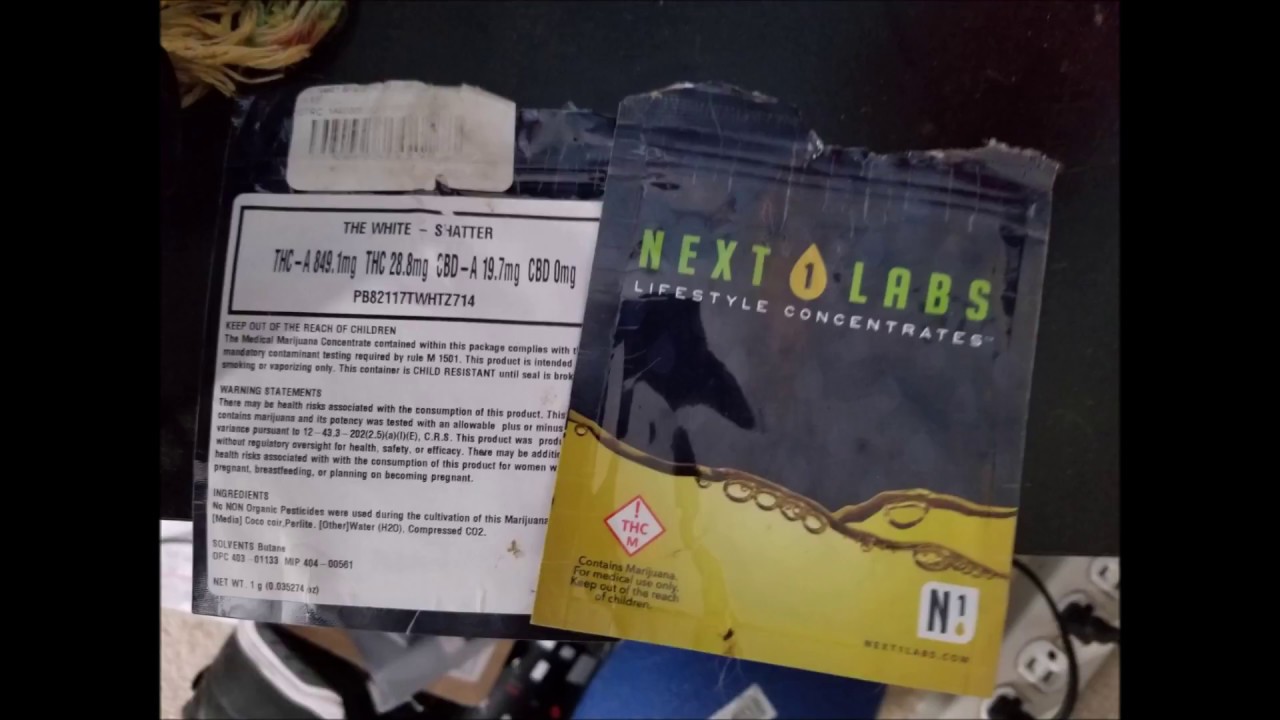 THE WHITE - SHATTER
THC-A 849.1mg THC 28.8mg CBD-A 19.7mg CBD 0mg
PB82117TWHTZ714
KEEP OUT OF THE REACH OF CHILDREN
The Medical Marijuana Concentrate contained within this package complies with
mandatory contaminant testing required by rule M 1501. This product is intended
smoking or vaporizing only. This container is CHILD RESISTANT until seal is
WARNING STATEMENTS
There may be health risks associated with the consumption of this product. This
contains marijuana and its potency was tested with an allowable plus or minus
variance pursuant to 12-43.3-202(2.5)(a)(I)(E), C.R.S. This product was
without regulatory oversight for health, safety, or efficacy. There may be
health risks associated with with the consumption of this product for women
pregnant, breastfeeding, or planning on becoming pregnant.
INGREDIENTS
No NON Organic Pesticides were used during the cultivation of this Marijuana
[Media] Coco coir,Perlite. [Other]Water (H2O), Compressed CO2.
SOLVENTS Butane
OPC 403-01133 MIP 404-00561
NET WT. 1 g (0.035274 oz)
NEXT 1 LABS
LIFESTYLE CONCENTRATES
!
THC
M
Contains Marijuana.
For medical use only.
Keep out of the reach
of children.
N1
NEXT1LABS.COM